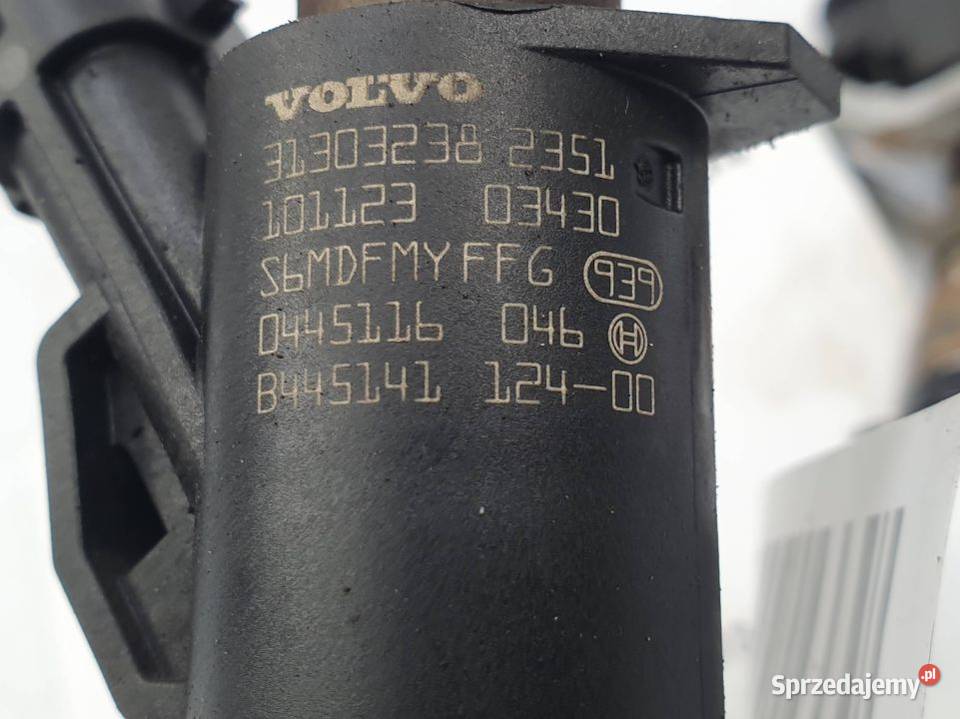 VOLVO
31303238 2351
101123 03430
S6MDFMYFFG 939
0445116 046
B445141 124-00
Sprzedajemy.pl